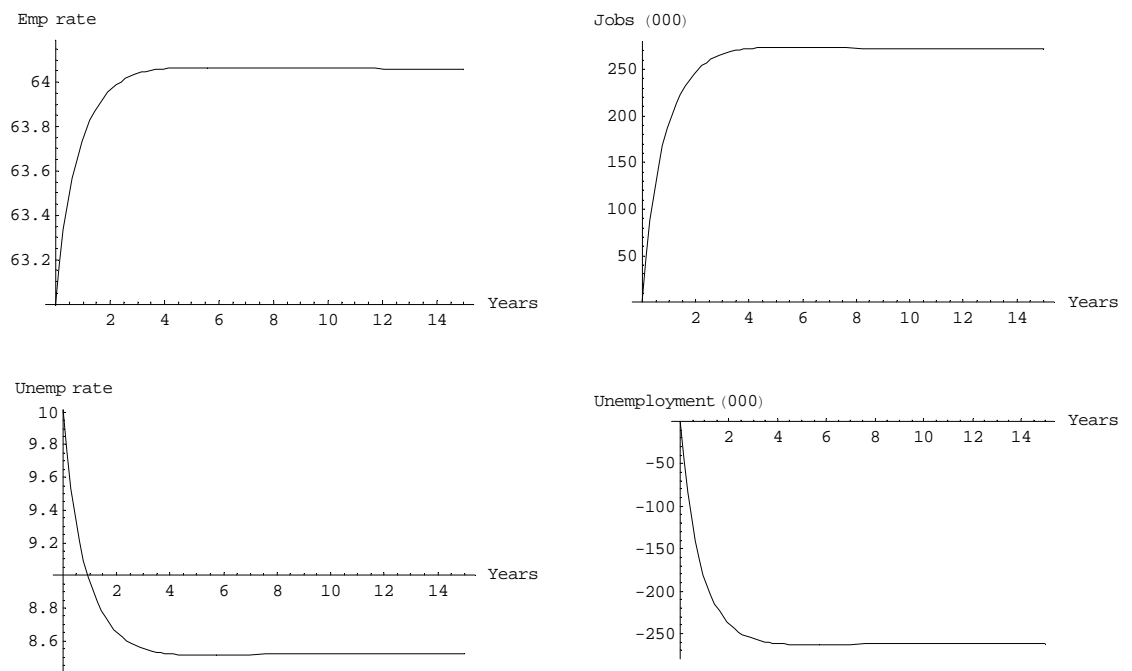 Emp rate
64
63.8
63.6
63.4
63.2
2 4 6 8 10 12 14
Years
Jobs (000)
250
200
150
100
50
2 4 6 8 10 12 14
Years
Unemp rate
10
9.8
9.6
9.4
9.2
2 4 6 8 10 12 14
Years
8.8
8.6
Unemployment (000)
Years
2 4 6 8 10 12 14
-50
-100
-150
-200
-250